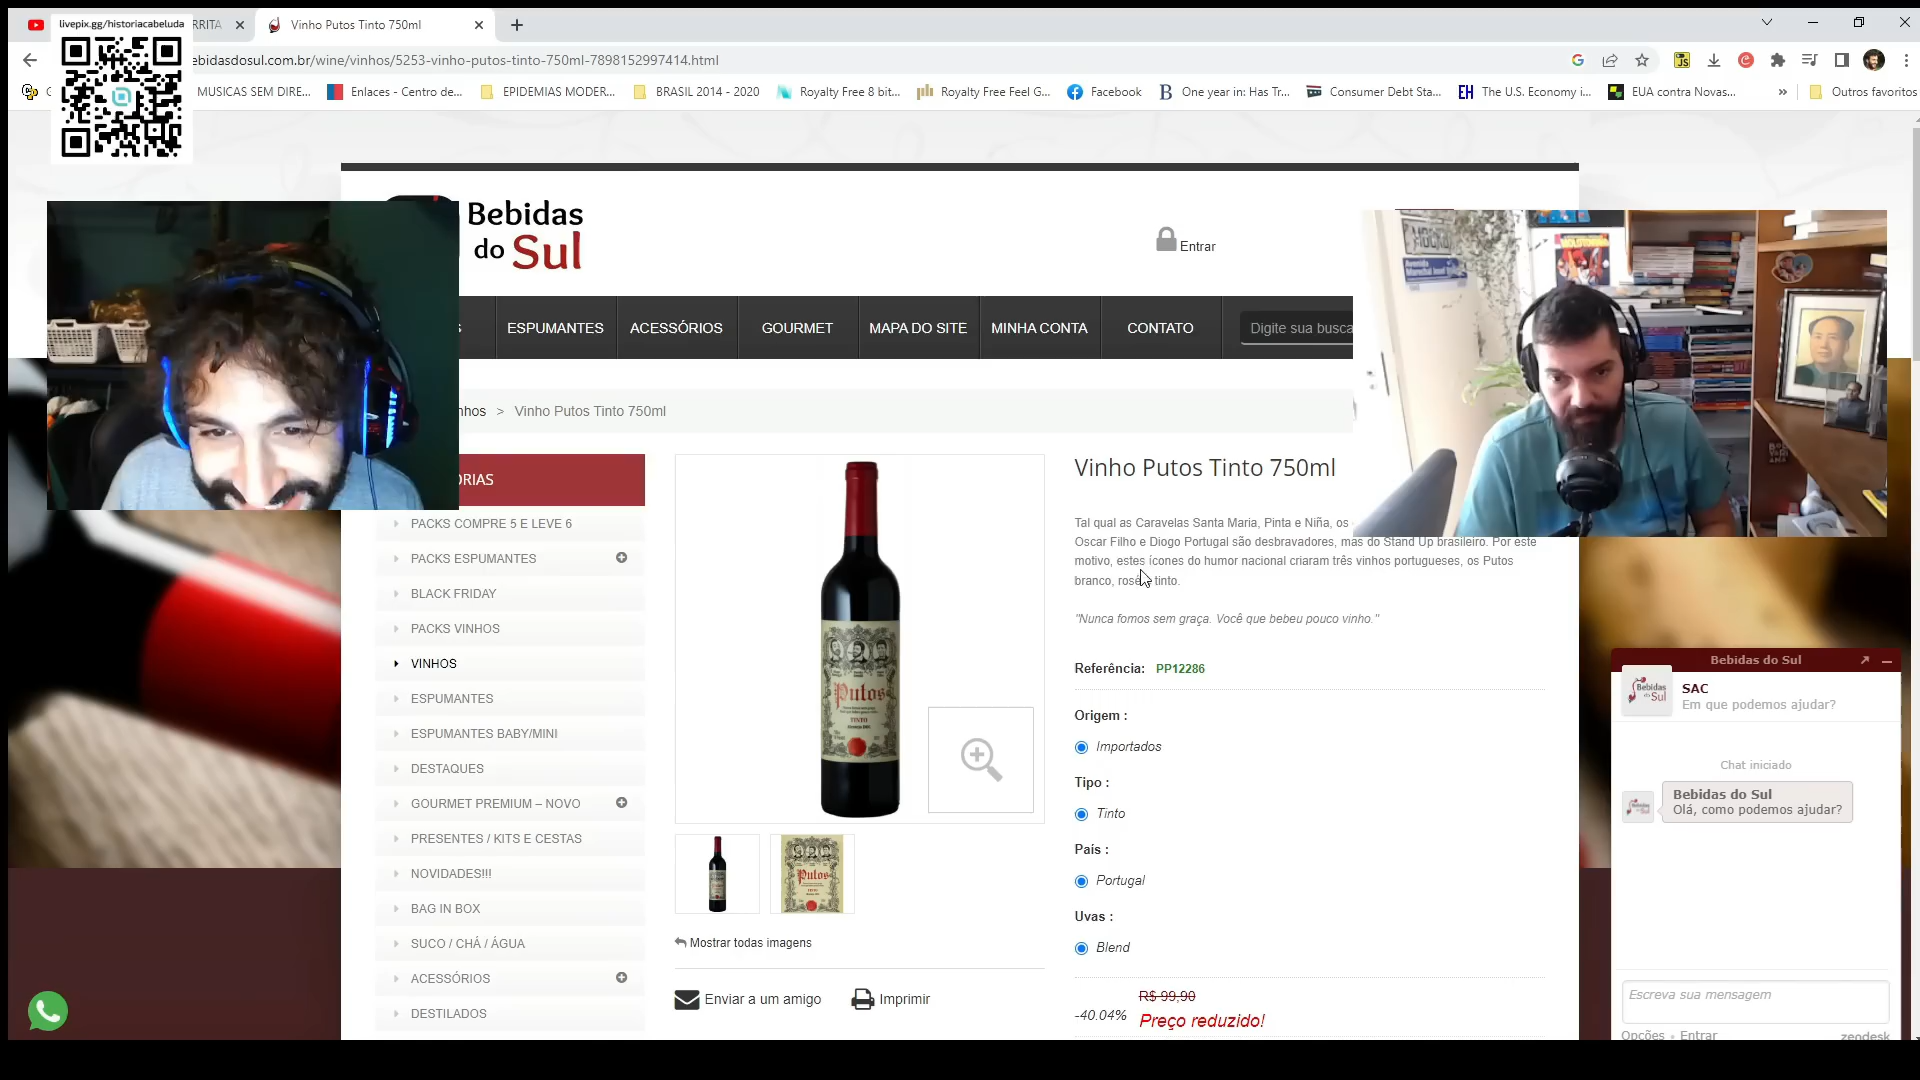 livepix.gg/historiacabeluda
RRITA
Vinho Putos Tinto 750ml
ebidasdosul.com.br/wine/vinhos/5253-vinho-putos-tinto-750ml-7898152997414.html
MUSICAS SEM DIRE...
Enlaces - Centro de...
EPIDEMIAS MODER...
BRASIL 2014 - 2020
Royalty Free 8 bit...
Royalty Free Feel G...
Facebook
One year in: Has Tr...
Consumer Debt Sta...
EH The U.S. Economy i...
EUA contra Novas...
»
Outros favoritos
Bebidas
do Sul
Entrar
ESPUMANTES
ACESSÓRIOS
GOURMET
MAPA DO SITE
MINHA CONTA
CONTATO
Digite sua busca
nhos > Vinho Putos Tinto 750ml
ORIAS
PACKS COMPRE 5 E LEVE 6
PACKS ESPUMANTES
BLACK FRIDAY
PACKS VINHOS
VINHOS
ESPUMANTES
ESPUMANTES BABY/MINI
DESTAQUES
GOURMET PREMIUM – NOVO
PRESENTES / KITS E CESTAS
NOVIDADES!!!
BAG IN BOX
SUCO / CHÁ / ÁGUA
ACESSÓRIOS
DESTILADOS
Putos
TINTO
Putos
Mostrar todas imagens
Enviar a um amigo
Imprimir
Vinho Putos Tinto 750ml
Tal qual as Caravelas Santa Maria, Pinta e Niña, os
Oscar Filho e Diogo Portugal são desbravadores, mas do Stand Up brasileiro. Por este
motivo, estes ícones do humor nacional criaram três vinhos portugueses, os Putos
branco, rosé tinto.
"Nunca fomos sem graça. Você que bebeu pouco vinho."
Referência: PP12286
Origem :
Importados
Tipo :
Tinto
País :
Portugal
Uvas :
Blend
R$ 99,90
-40.04%
Preço reduzido!
Bebidas do Sul
Bebidas
do Sul
SAC
Em que podemos ajudar?
Chat iniciado
Bebidas do Sul
Olá, como podemos ajudar?
Escreva sua mensagem
Opções • Entrar
zendesk